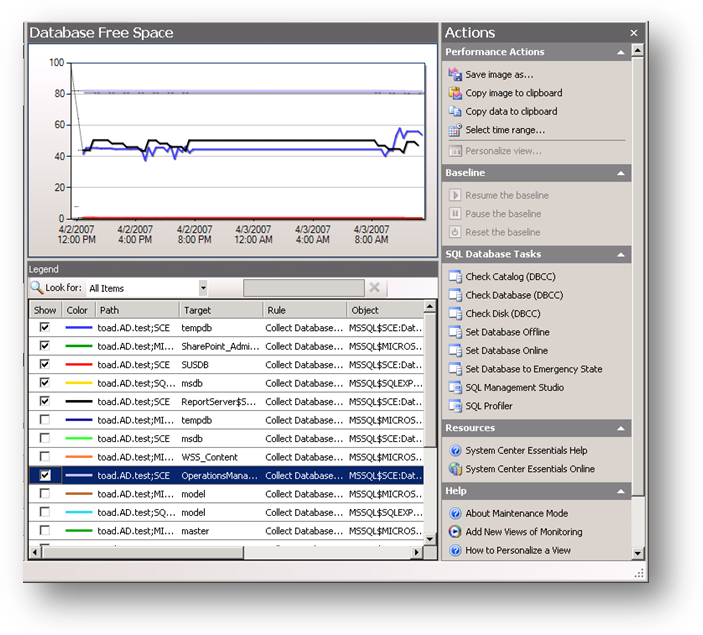 Database Free Space
100
80
60
40
20
0
4/2/2007 4/2/2007 4/2/2007 4/3/2007 4/3/2007 4/3/2007
12:00 PM 4:00 PM 8:00 PM 12:00 AM 4:00 AM 8:00 AM
Legend
Look for: All Items
Show Color Path Target Rule Object
toad.AD.test;SCE tempdb Collect Database... MSSQL$SCE:Dat...
toad.AD.test;MI... SharePoint_Admi... Collect Database... MSSQL$MICROS...
toad.AD.test;SCE SUSDB Collect Database... MSSQL$SCE:Dat...
toad.AD.test;SQ... msdb Collect Database... MSSQL$SQLEXP...
toad.AD.test;SCE ReportServer$S... Collect Database... MSSQL$SCE:Dat...
toad.AD.test;MI... tempdb Collect Database... MSSQL$MICROS...
toad.AD.test;SCE msdb Collect Database... MSSQL$SCE:Dat...
toad.AD.test;MI... WSS_Content Collect Database... MSSQL$MICROS...
toad.AD.test;SCE OperationsMana... Collect Database... MSSQL$SCE:Dat...
toad.AD.test;MI... model Collect Database... MSSQL$MICROS...
toad.AD.test;SQ... model Collect Database... MSSQL$SQLEXP...
toad.AD.test;MI... master Collect Database... MSSQL$MICROS...
Actions
Performance Actions
Save image as...
Copy image to clipboard
Copy data to clipboard
Select time range...
Personalize view...
Baseline
Resume the baseline
Pause the baseline
Reset the baseline
SQL Database Tasks
Check Catalog (DBCC)
Check Database (DBCC)
Check Disk (DBCC)
Set Database Offline
Set Database Online
Set Database to Emergency State
SQL Management Studio
SQL Profiler
Resources
System Center Essentials Help
System Center Essentials Online
Help
About Maintenance Mode
Add New Views of Monitoring
How to Personalize a View